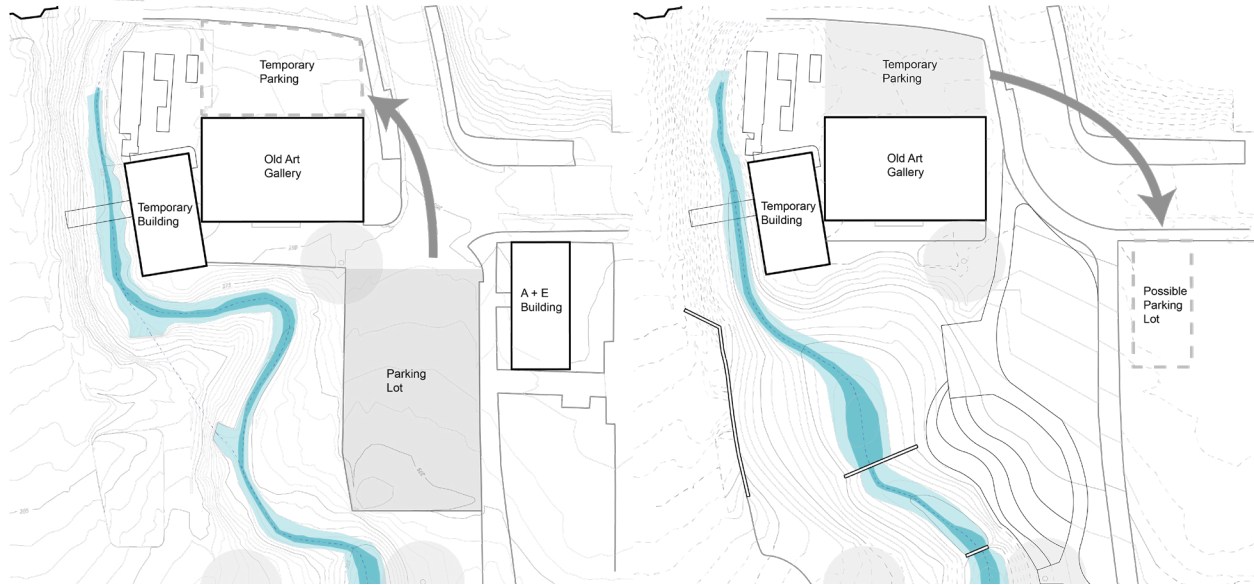 Temporary
Parking
Old Art
Gallery
Temporary
Building
A + E
Building
Parking
Lot
Temporary
Parking
Old Art
Gallery
Temporary
Building
Possible
Parking
Lot